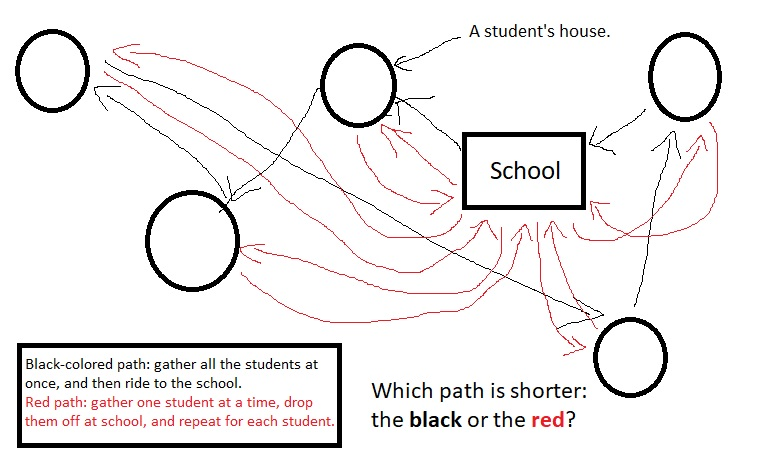 A student's house.
School
Black-colored path: gather all the students at
once, and then ride to the school.
Red path: gather one student at a time, drop
them off at school, and repeat for each student.
Which path is shorter:
the black or the red?